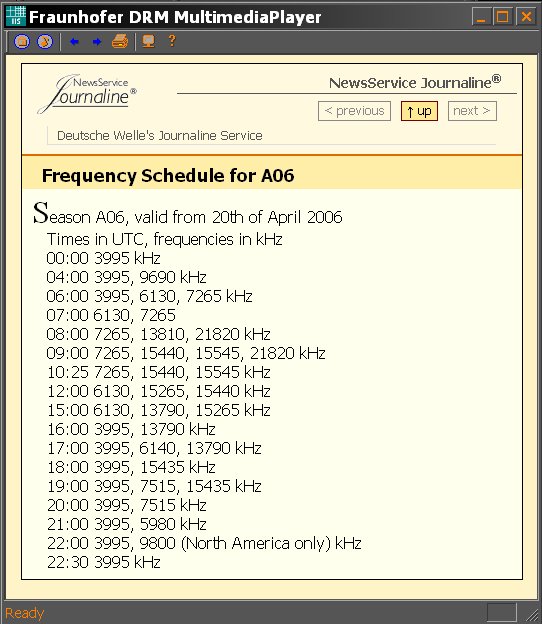 IIS Fraunhofer DRM MultimediaPlayer
NewsService
Journaline®
NewsService Journaline®
< previous ↑ up next >
Deutsche Welle's Journaline Service
Frequency Schedule for A06
Season A06, valid from 20th of April 2006
Times in UTC, frequencies in kHz
00:00 3995 kHz
04:00 3995, 9690 kHz
06:00 3995, 6130, 7265 kHz
07:00 6130, 7265
08:00 7265, 13810, 21820 kHz
09:00 7265, 15440, 15545, 21820 kHz
10:25 7265, 15440, 15545 kHz
12:00 6130, 15265, 15440 kHz
15:00 6130, 13790, 15265 kHz
16:00 3995, 13790 kHz
17:00 3995, 6140, 13790 kHz
18:00 3995, 15435 kHz
19:00 3995, 7515, 15435 kHz
20:00 3995, 7515 kHz
21:00 3995, 5980 kHz
22:00 3995, 9800 (North America only) kHz
22:30 3995 kHz
Ready